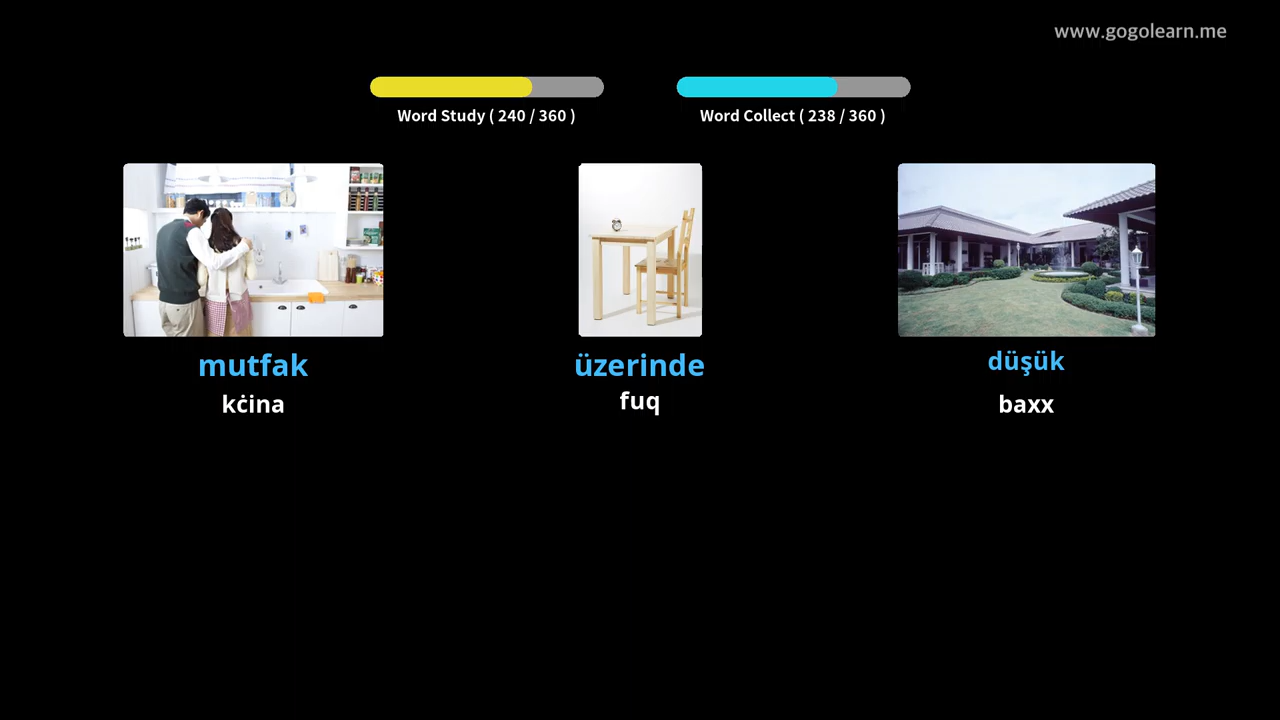 www.gogolearn.me
Word Study ( 240 / 360 )
Word Collect ( 238 / 360 )
mutfak
üzerinde
düşük
kċina
fuq
baxx